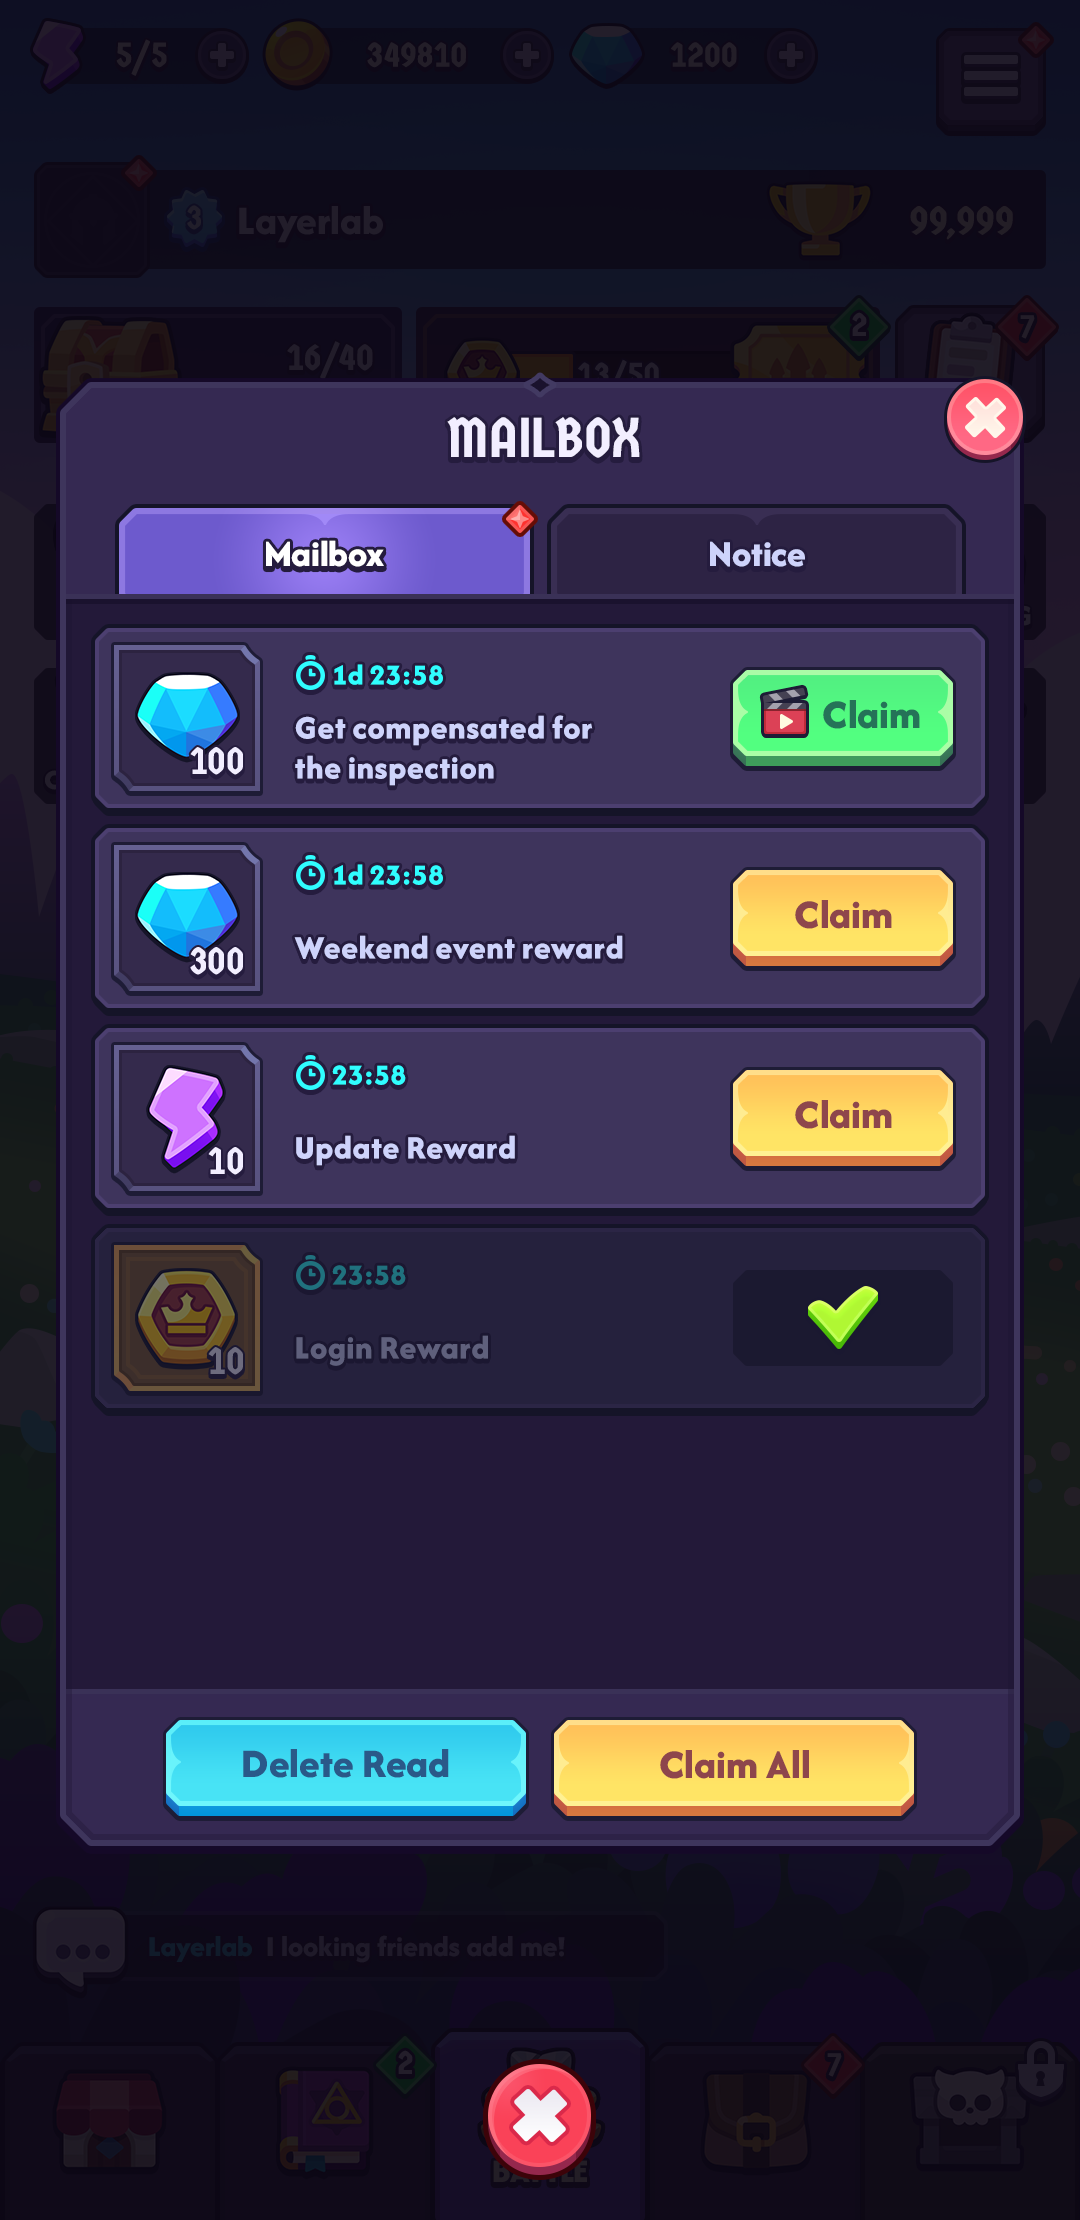 5/5
349810
1200
3
Layerlab
99,999
16/40
13/50
2
7
MAILBOX
Mailbox
Notice
1d 23:58
Get compensated for
the inspection
100
Claim
1d 23:58
Weekend event reward
300
Claim
23:58
Update Reward
10
Claim
23:58
Login Reward
10
Delete Read
Claim All
Layerlab I looking friends add me!
2
7